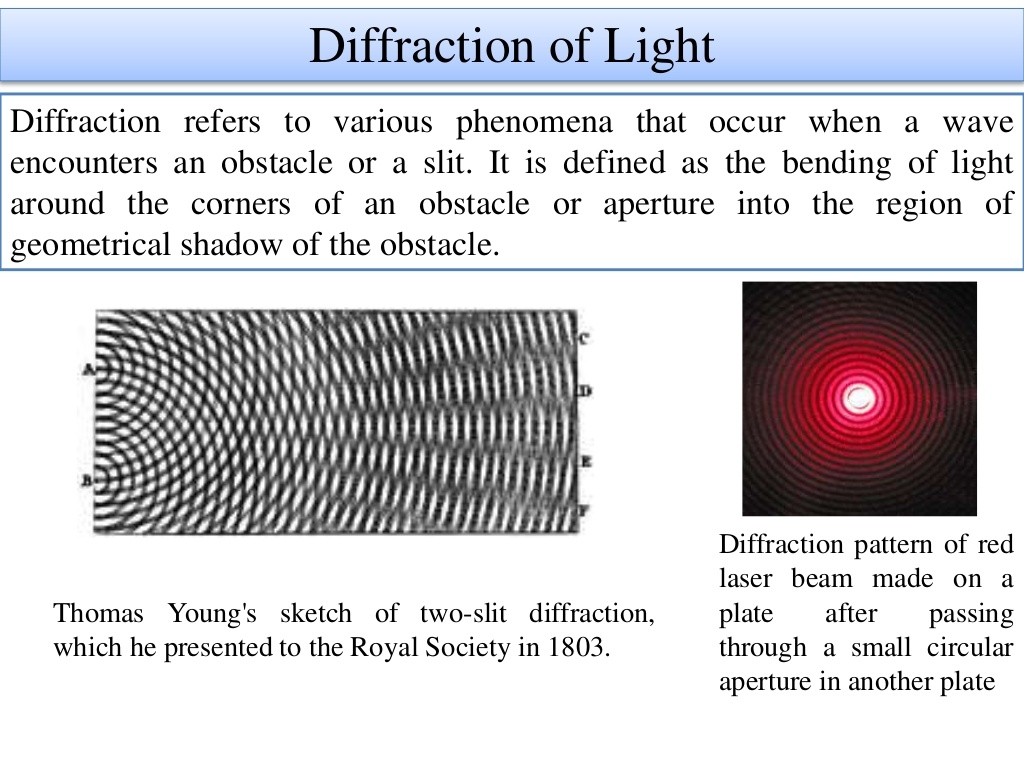 Diffraction of Light
Diffraction refers to various phenomena that occur when a wave
encounters an obstacle or a slit. It is defined as the bending of light
around the corners of an obstacle or aperture into the region of
geometrical shadow of the obstacle.
A
B
C
D
E
F
Thomas Young's sketch of two-slit diffraction,
which he presented to the Royal Society in 1803.
Diffraction pattern of red
laser beam made on a
plate after passing
through a small circular
aperture in another plate